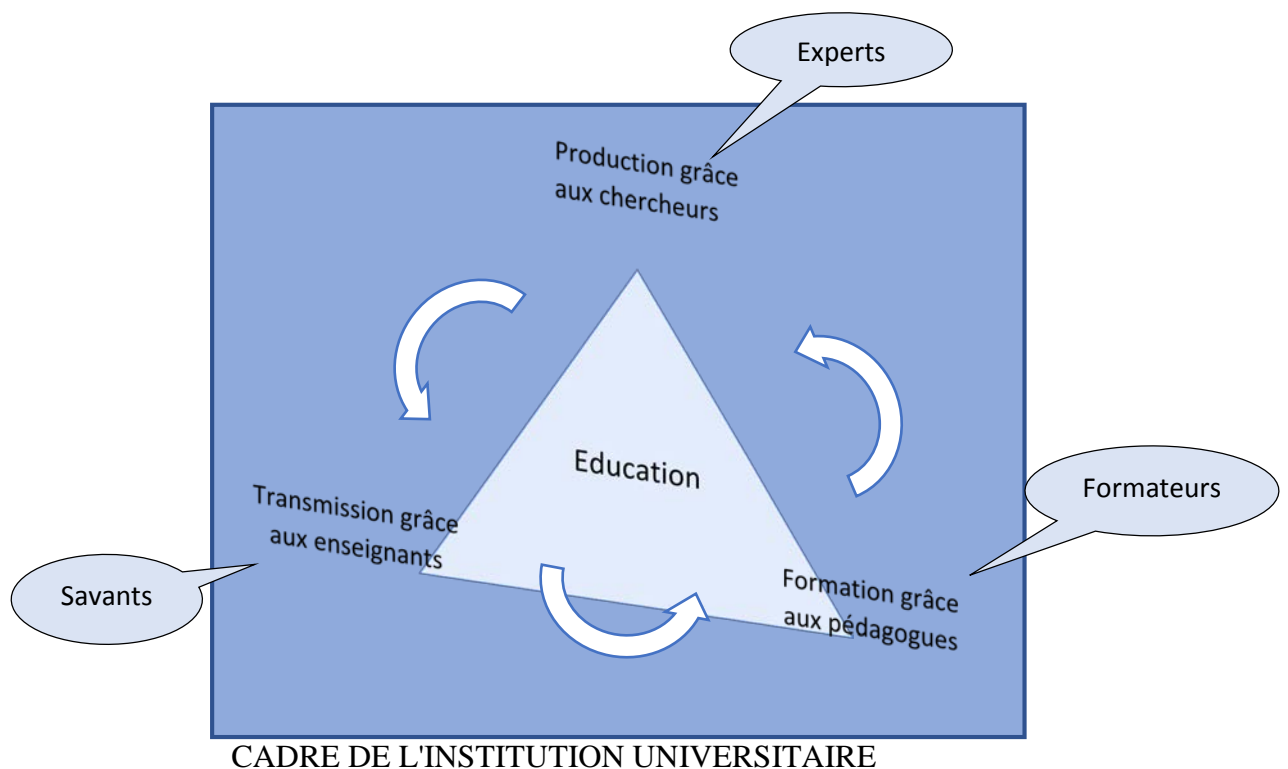 Experts
Production grâce
aux chercheurs
Education
Transmission grâce
aux enseignants
Formateurs
Savants
Formation grâce
aux pédagogues
CADRE DE L'INSTITUTION UNIVERSITAIRE